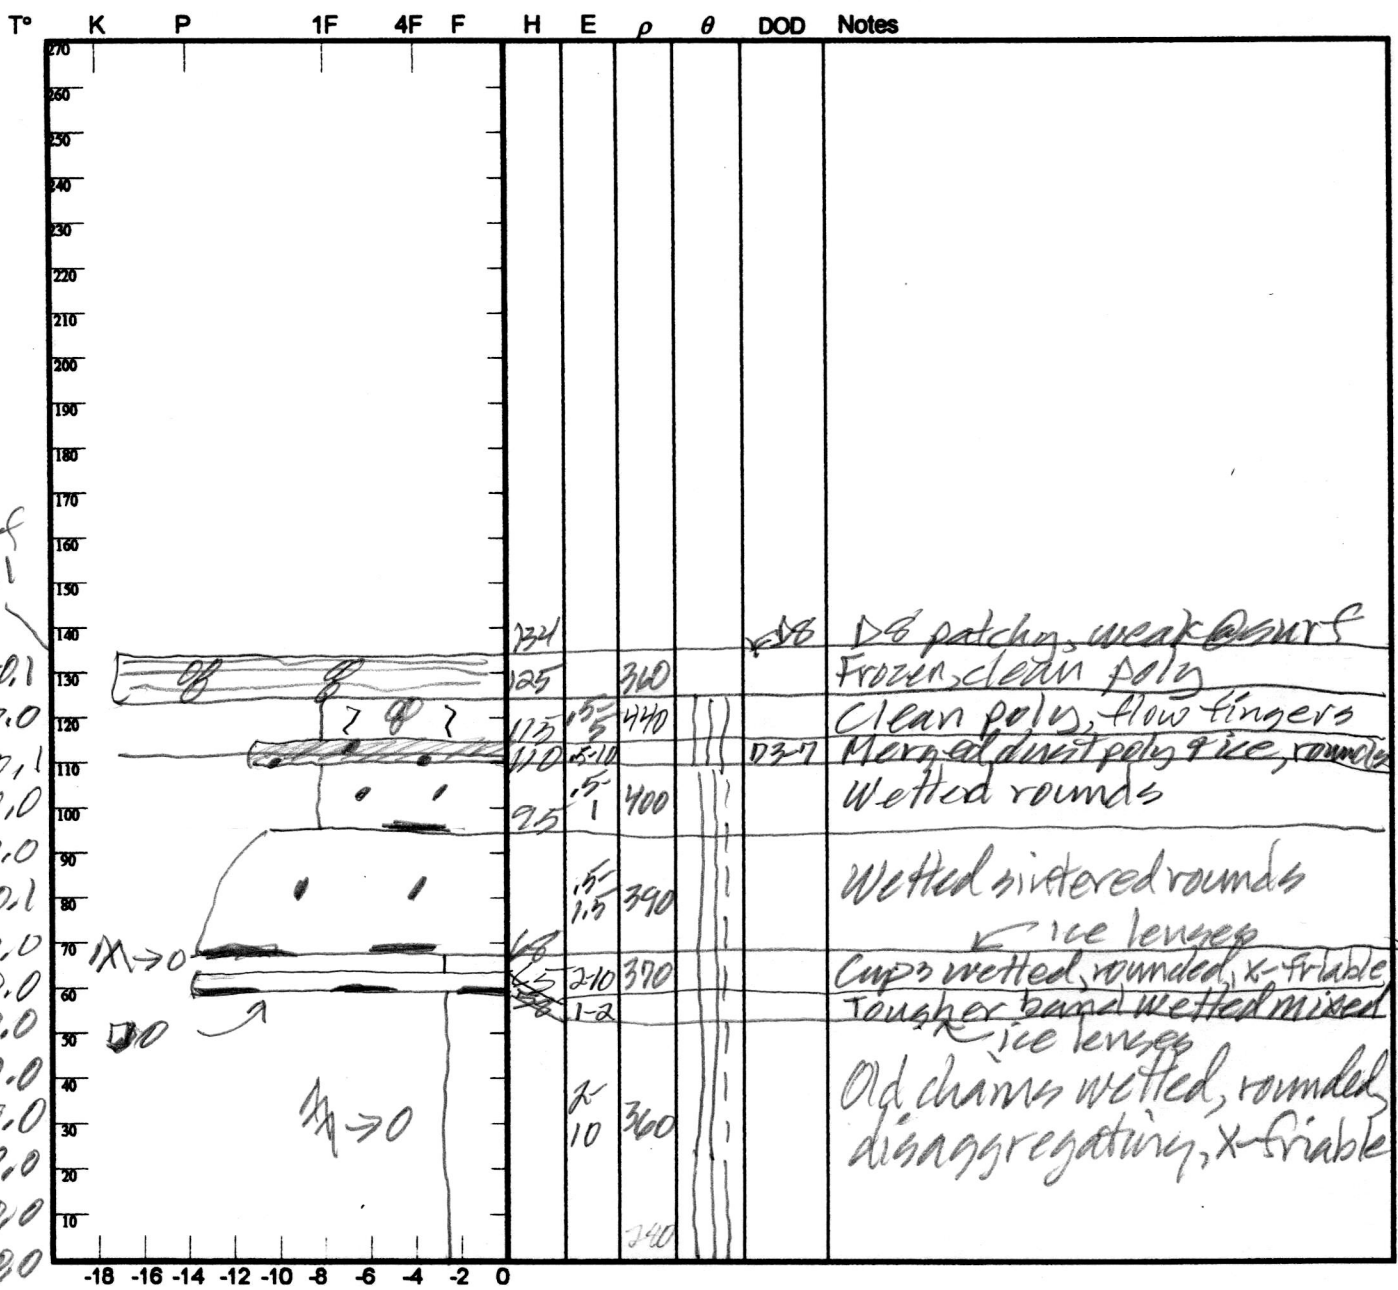 T° K P 1F 4F F H E ρ θ DOD Notes
270
260
250
240
230
220
210
200
190
180
170
160
150
140 134 D8 D8 patchy, weak@surf
130 125 360 Frozen, clean poly
120 ? ? 115 .5-5 440 Clean poly, flow fingers
110 110 .5-10 D3-7 Merged dust poly & ice, rounds
100 95 .5-1 400 Wetted rounds
90
80 .5-1.5 390 Wetted sintered rounds
ice lenses
70 68 370 2-10 Cups wetted, rounded, x-friable
60 1-2 Tougher band wetted mixed
50 ice lenses
40 2-10 360 Old chains wetted, rounded,
30 disaggregating, X-friable
20
10
-18 -16 -14 -12 -10 -8 -6 -4 -2 0